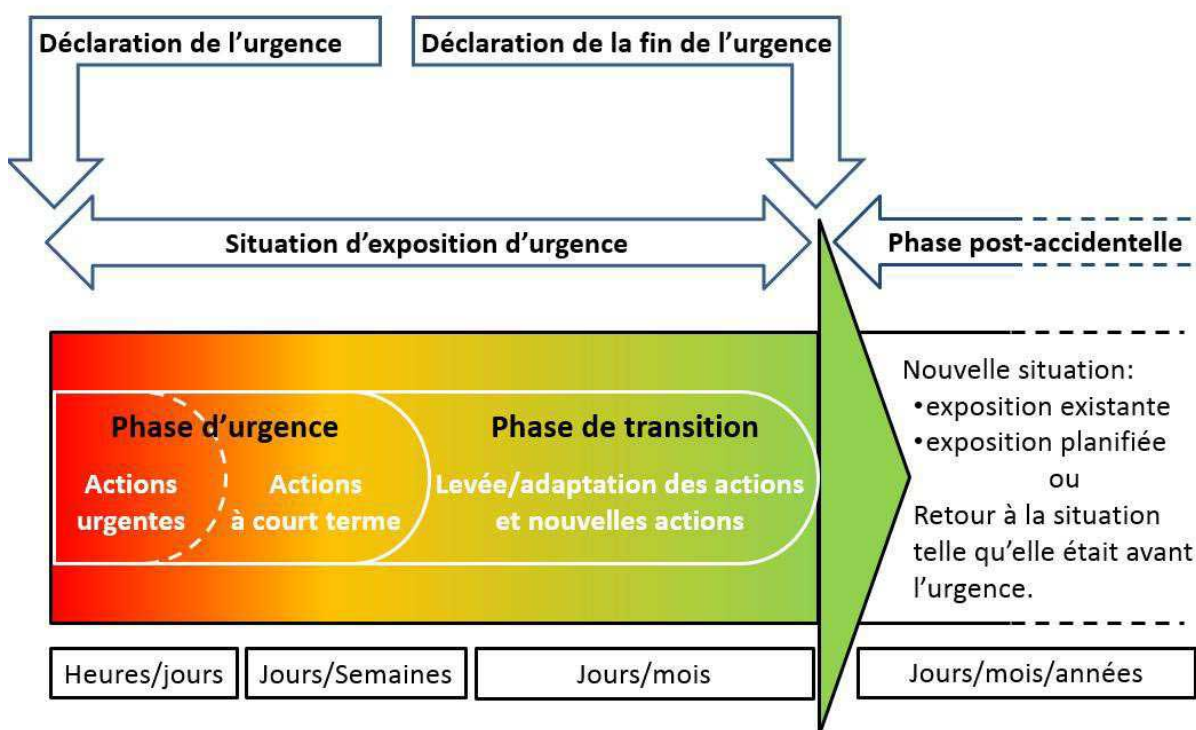 Déclaration de l’urgence
Déclaration de la fin de l’urgence
Situation d’exposition d’urgence
Phase post-accidentelle
Phase d’urgence
Actions
urgentes
Actions
à court terme
Phase de transition
Levée/adaptation des actions
et nouvelles actions
Nouvelle situation:
•exposition existante
•exposition planifiée
ou
Retour à la situation
telle qu’elle était avant
l’urgence.
Heures/jours
Jours/Semaines
Jours/mois
Jours/mois/années